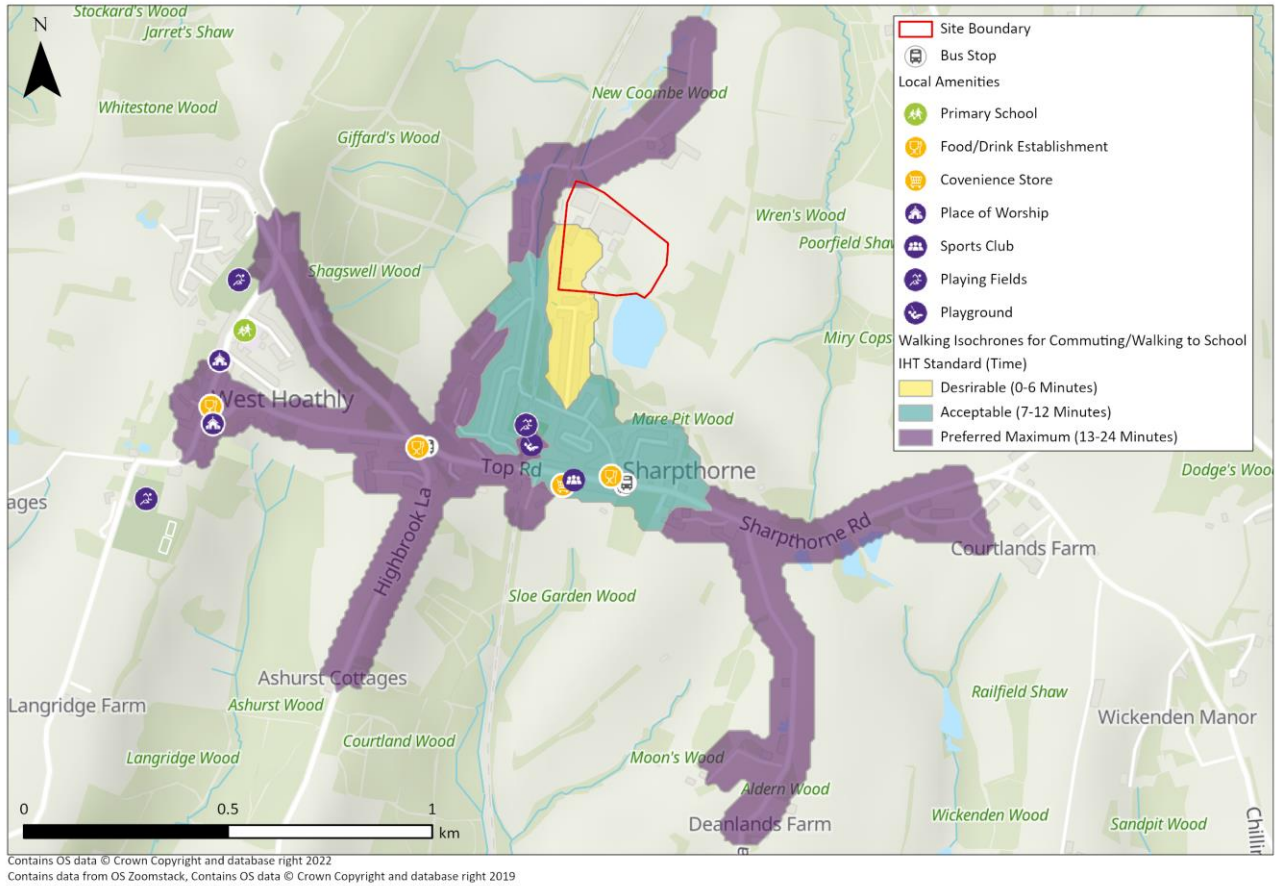 Stockard's Wood
Jarret's Shaw
N
Whitestone Wood
New Coombe Wood
Giffard's Wood
Wren's Wood
Poorfield Shaw
Shagswell Wood
Miry Cops
West Hoathly
Mare Pit Wood
Top Rd
Sharpthorne
Dodge's Woo
ages
Highbrook La
Sharpthorne Rd
Courtlands Farm
Sloe Garden Wood
Ashurst Cottages
Langridge Farm
Ashurst Wood
Railfield Shaw
Wickenden Manor
Courtland Wood
Langridge Wood
Moon's Wood
Aldern Wood
Deanlands Farm
Wickenden Wood
Sandpit Wood
Chillin
a
0 0.5 1
km
Site Boundary
Bus Stop
Local Amenities
Primary School
Food/Drink Establishment
Covenience Store
Place of Worship
Sports Club
Playing Fields
Playground
Walking Isochrones for Commuting/Walking to School
IHT Standard (Time)
Desrirable (0-6 Minutes)
Acceptable (7-12 Minutes)
Preferred Maximum (13-24 Minutes)
Contains OS data © Crown Copyright and database right 2022
Contains data from OS Zoomstack, Contains OS data © Crown Copyright and database right 2019